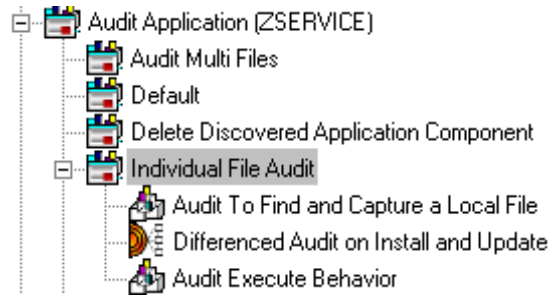 Audit Application (ZSERVICE)
Audit Multi Files
Default
Delete Discovered Application Component
Individual File Audit
Audit To Find and Capture a Local File
Differenced Audit on Install and Update
Audit Execute Behavior